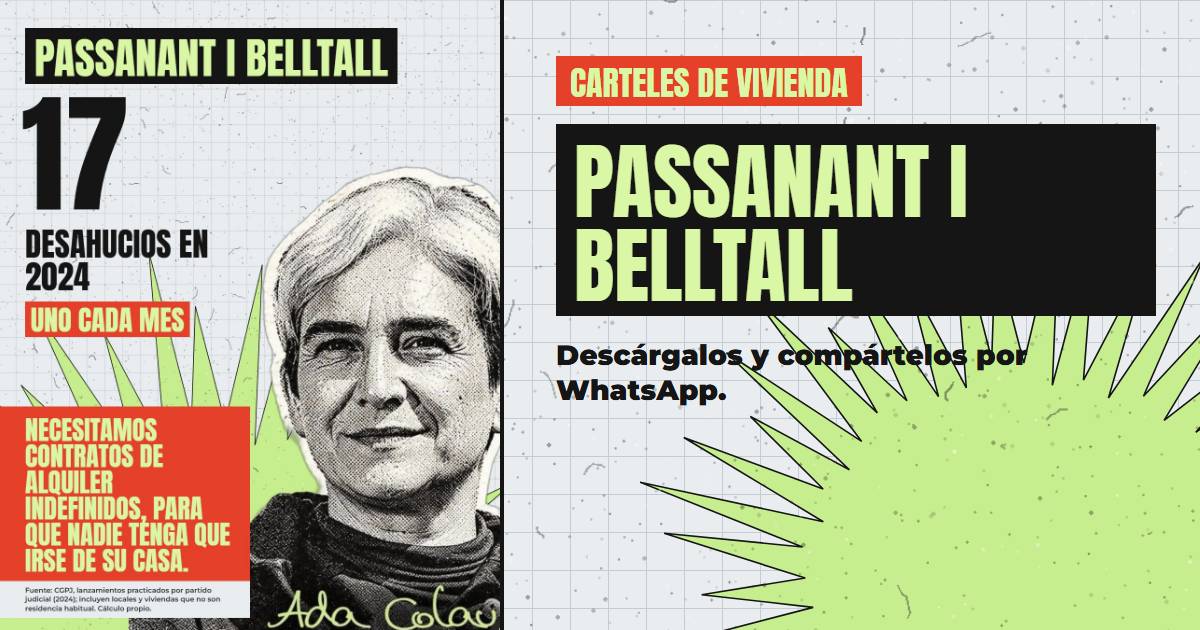 PASSANANT I BELLTALL
17
DESAHUCIOS EN
2024
UNO CADA MES
NECESITAMOS
CONTRATOS DE
ALQUILER
INDEFINIDOS, PARA
QUE NADIE TENGA QUE
IRSE DE SU CASA.
Fuente: CGPJ, lanzamientos practicados por partido
judicial (2024); incluyen locales y viviendas que no son
residencia habitual. Cálculo propio.
Ada Colau
CARTELES DE VIVIENDA
PASSANANT I
BELLTALL
Descárgalos y compártelos por
WhatsApp.